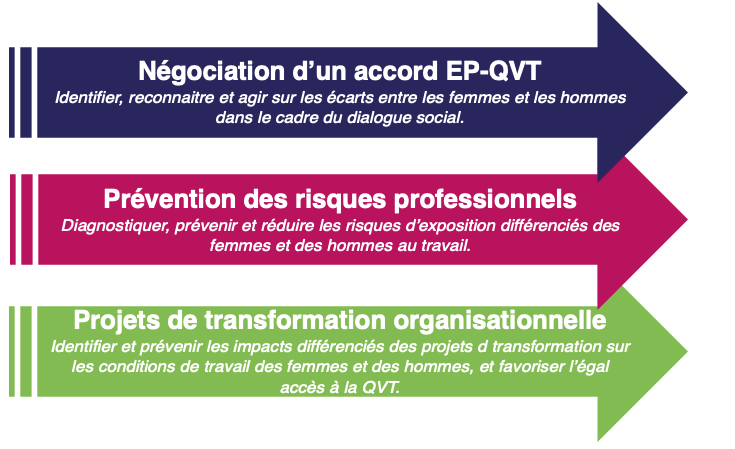 Négociation d’un accord EP-QVT
Identifier, reconnaitre et agir sur les écarts entre les femmes et les hommes
dans le cadre du dialogue social.
Prévention des risques professionnels
Diagnostiquer, prévenir et réduire les risques d’exposition différenciés des
femmes et des hommes au travail.
Projets de transformation organisationnelle
Identifier et prévenir les impacts différenciés des projets d transformation sur
les conditions de travail des femmes et des hommes, et favoriser l’égal
accès à la QVT.